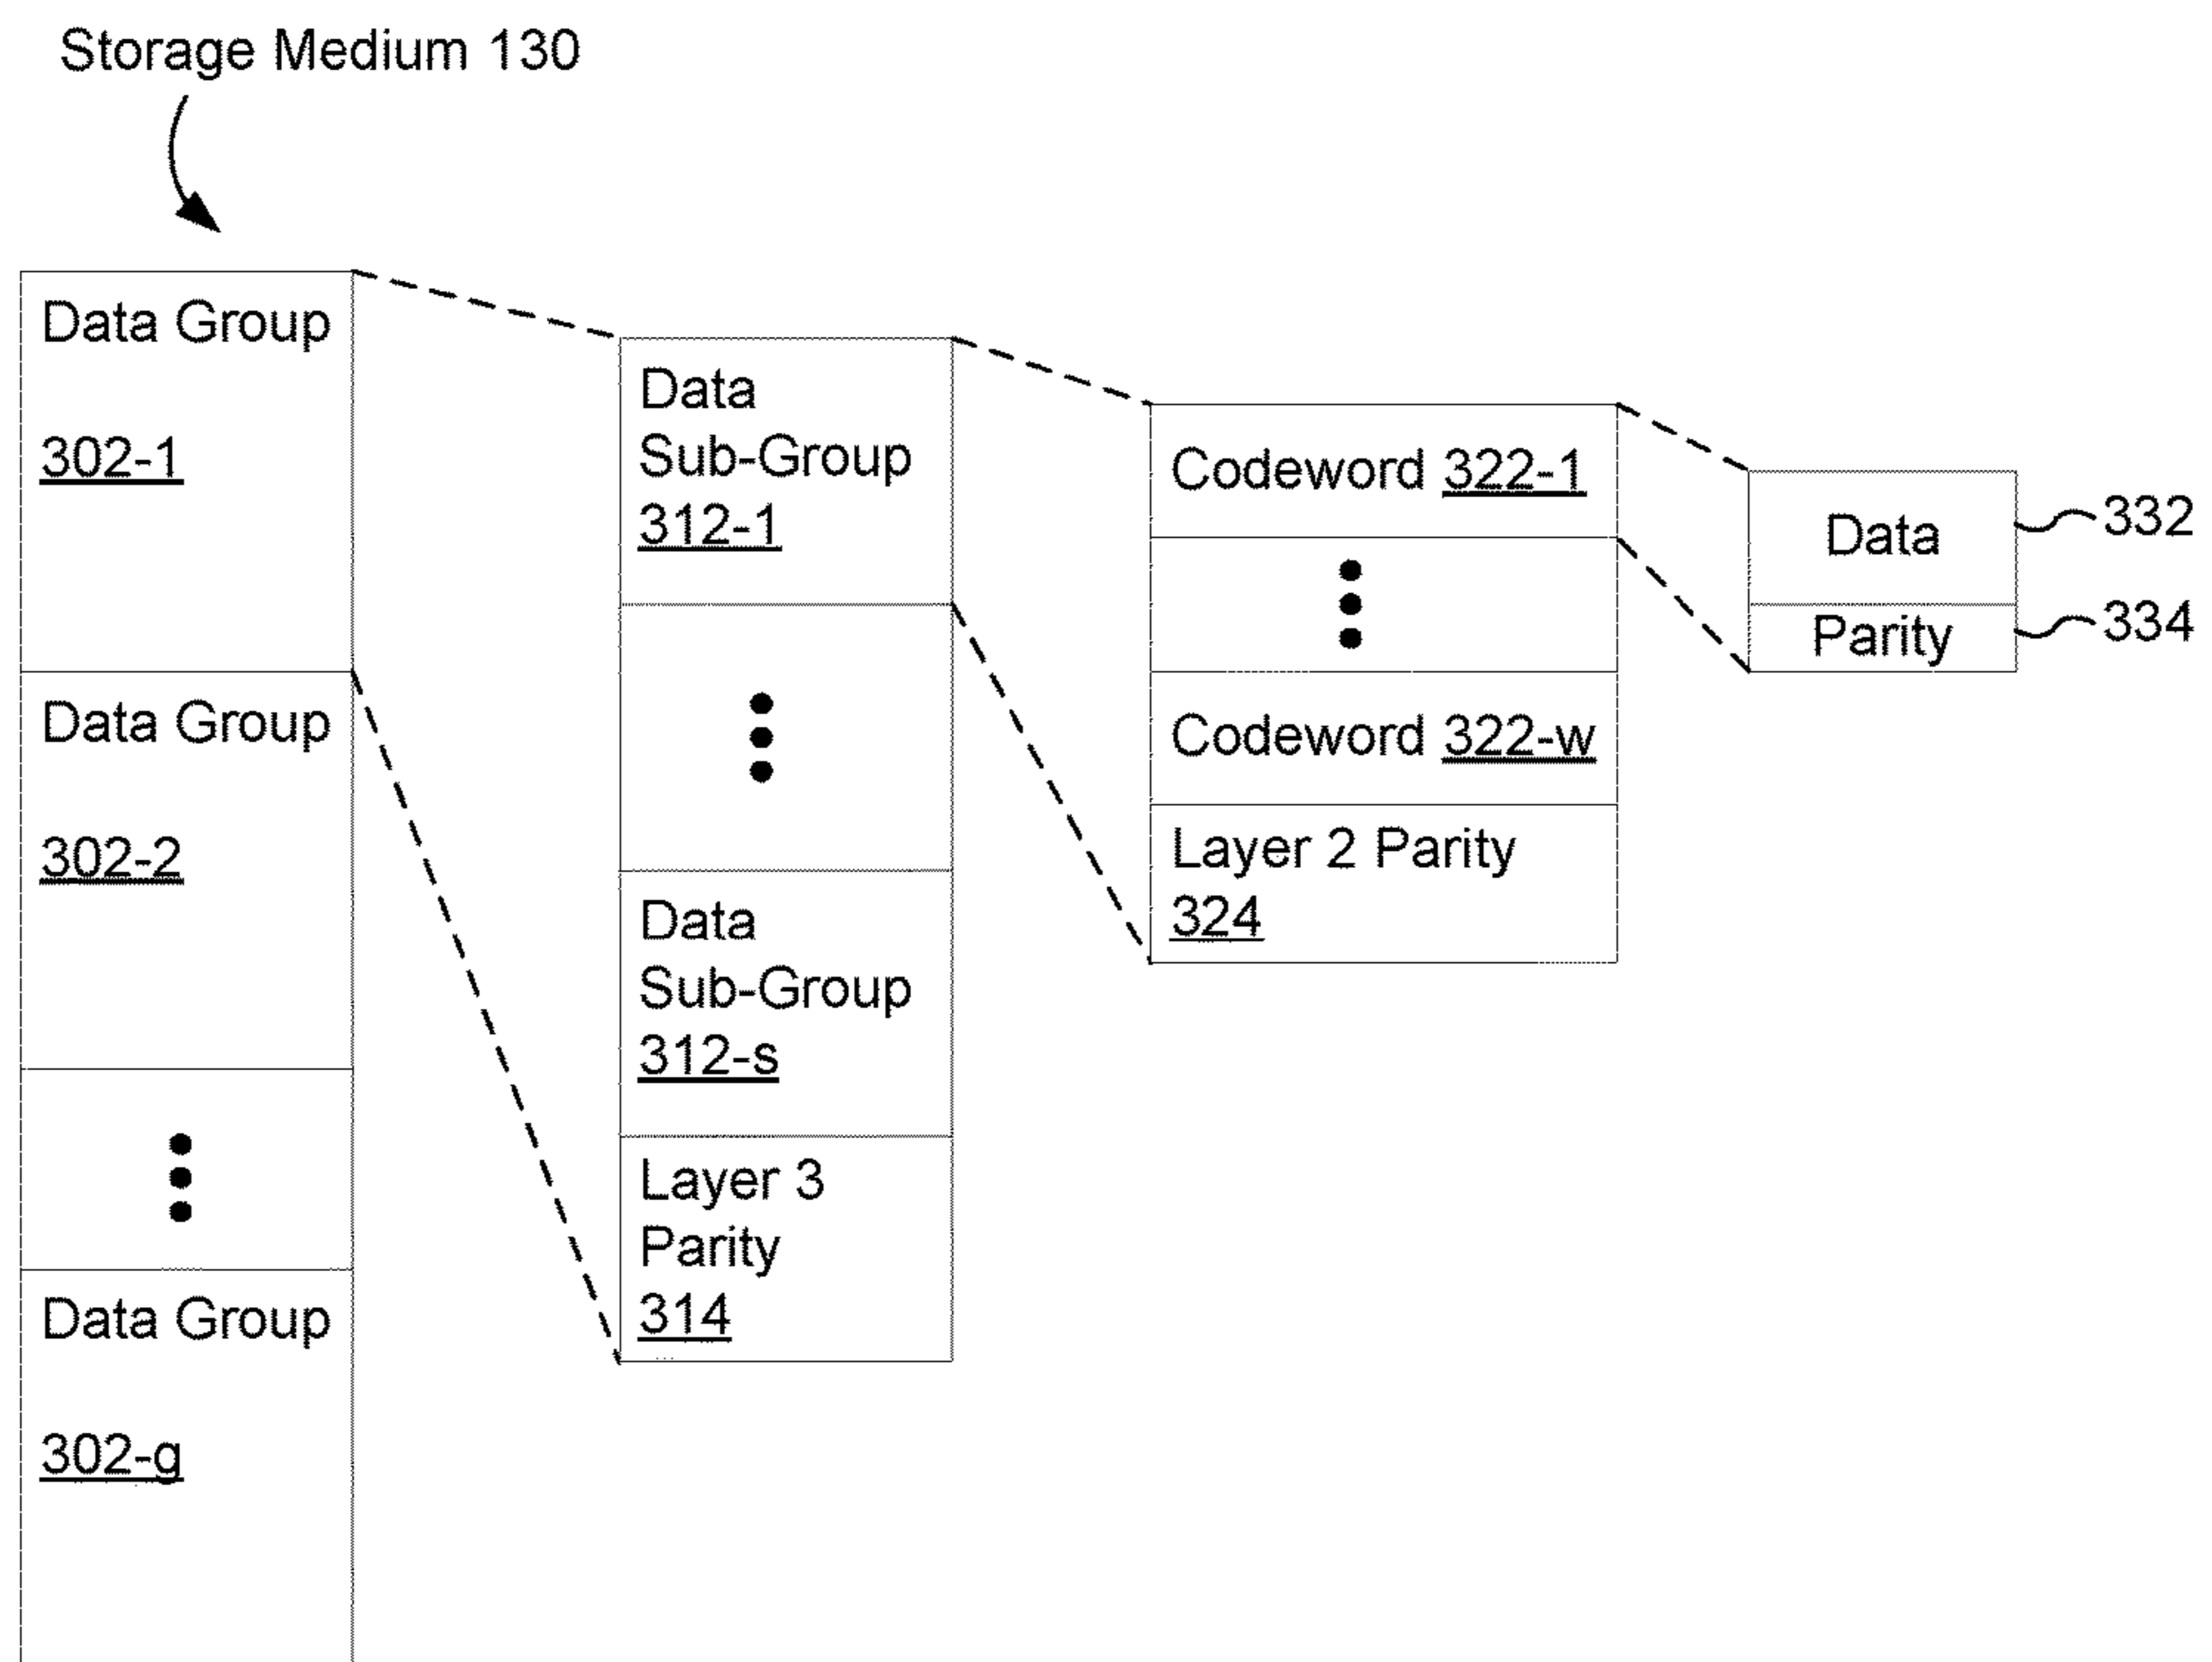 Storage Medium 130
Data Group
302-1
Data Group
302-2
Data Group
302-g
Data
Sub-Group
312-1
Data
Sub-Group
312-s
Layer 3
Parity
314
Codeword 322-1
Codeword 322-w
Layer 2 Parity
324
Data
332
Parity
334